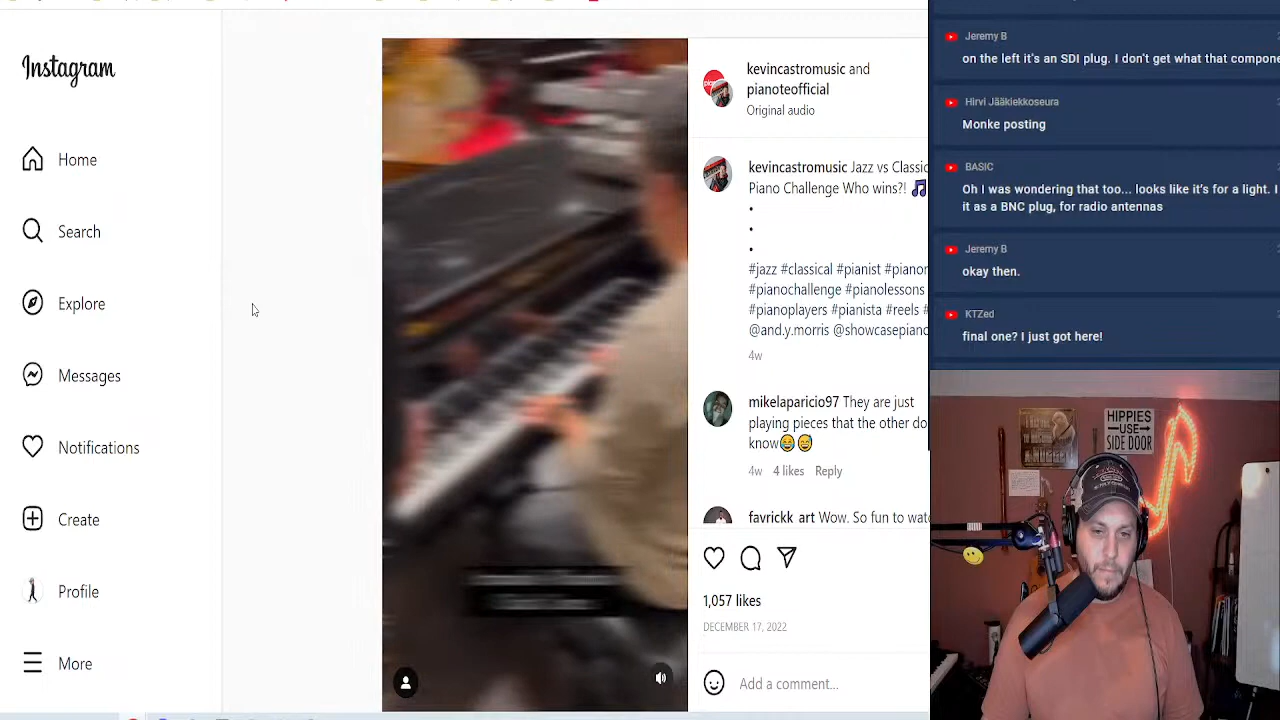 Instagram
Home
Search
Explore
Messages
Notifications
Create
Profile
More
kevincastromusic and
pianoteofficial
Original audio
kevincastromusic Jazz vs Classic
Piano Challenge Who wins?! 🎵
•
•
•
#jazz #classical #pianist #pianor
#pianochallenge #pianolessons
#pianoplayers #pianista #reels #
@and.y.morris @showcasepiano
4w
mikelaparicio97 They are just
playing pieces that the other do
know😂😅
4w 4 likes Reply
favrickk_art Wow. So fun to wat
1,057 likes
DECEMBER 17, 2022
Add a comment...
Jeremy B
on the left it's an SDI plug. I don't get what that compone
Hirvi Jääkiekkoseura
Monke posting
BASIC
Oh I was wondering that too... looks like it's for a light. I
it as a BNC plug, for radio antennas
Jeremy B
okay then.
KTZed
final one? I just got here!
HIPPIES
USE
SIDE DOOR